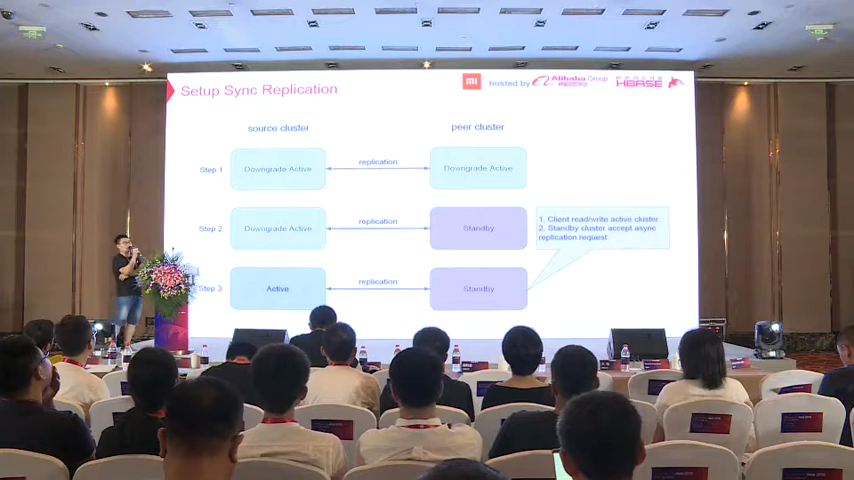 Setup Sync Replication
mi
hosted by Alibaba Group
APACHE
HBASE
source cluster
peer cluster
Step 1
Downgrade Active
replication
Downgrade Active
Step 2
Downgrade Active
replication
Standby
1. Client read/write active cluster
2. Standby cluster accept async
replication request
Step 3
Active
replication
Standby